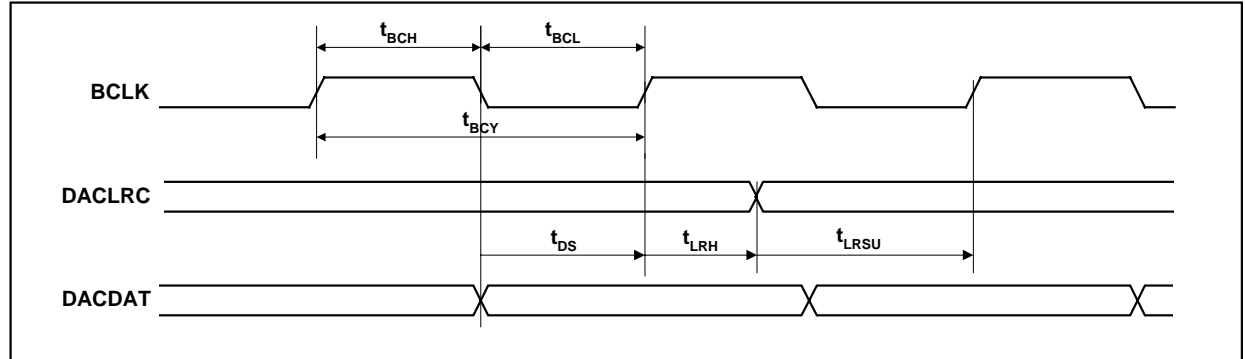 tBCH
tBCL
BCLK
tBCY
DACLRC
tDS
tLRH
tLRSU
DACDAT